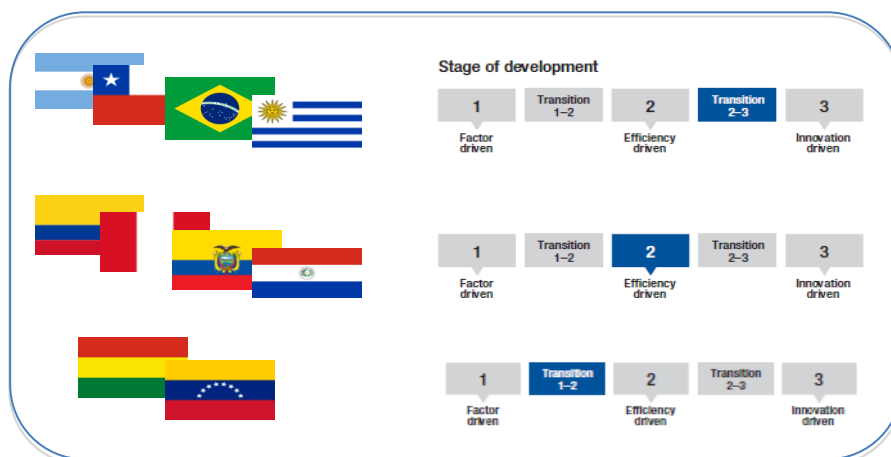 Stage of development
1
Transition
1–2
2
Transition
2–3
3
Factor
driven
Efficiency
driven
Innovation
driven
1
Transition
1–2
2
Transition
2–3
3
Factor
driven
Efficiency
driven
Innovation
driven
1
Transition
1–2
2
Transition
2–3
3
Factor
driven
Efficiency
driven
Innovation
driven